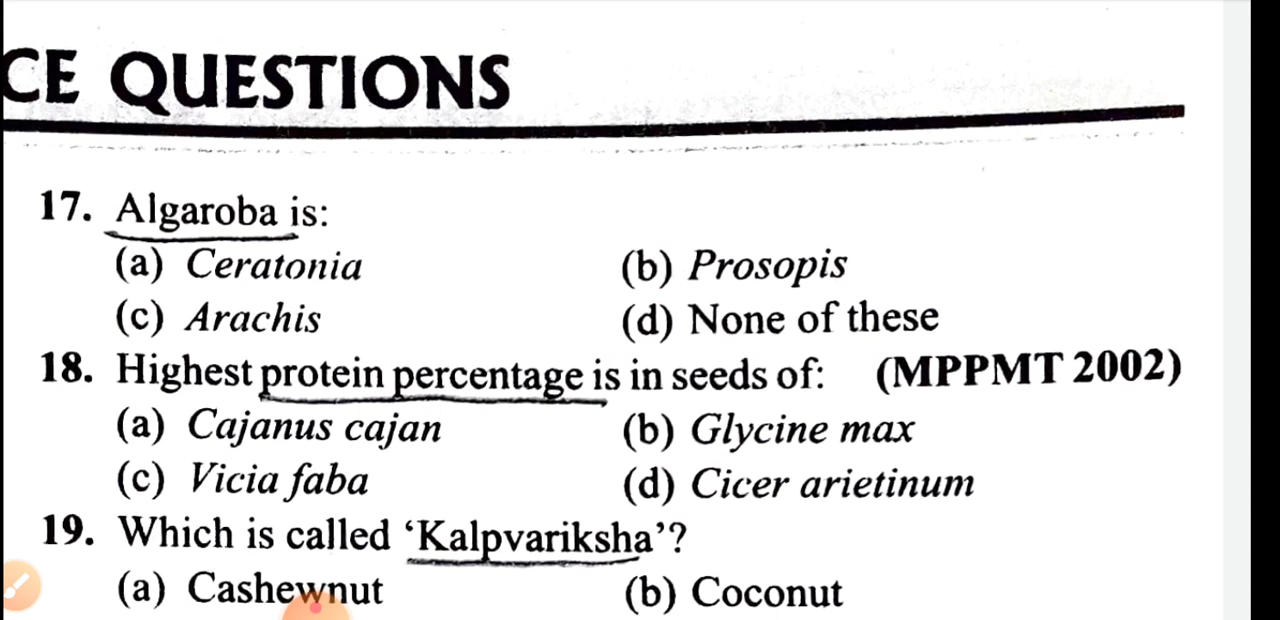 CE QUESTIONS
17. Algaroba is:
(a) Ceratonia (b) Prosopis
(c) Arachis (d) None of these
18. Highest protein percentage is in seeds of: (MPPMT 2002)
(a) Cajanus cajan (b) Glycine max
(c) Vicia faba (d) Cicer arietinum
19. Which is called ‘Kalpvariksha’?
(a) Cashewnut (b) Coconut